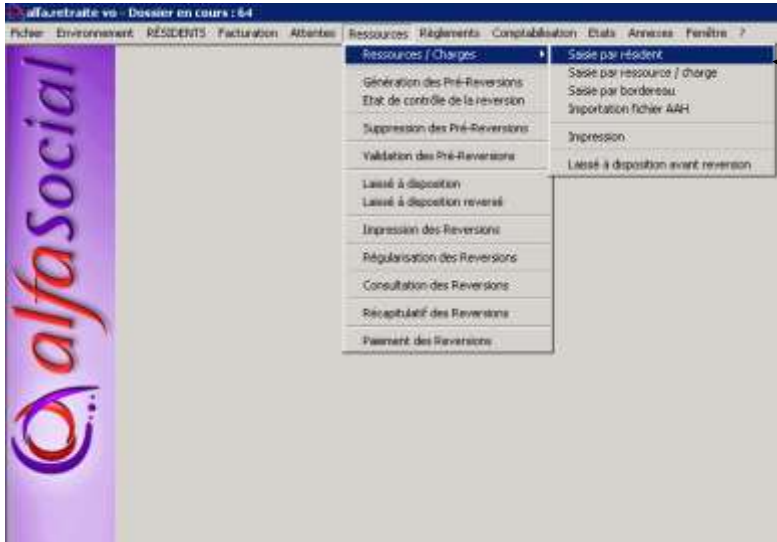 alfa.retraite vo - Dossier en cours : 64
Fichier Environnement RÉSIDENTS Facturation Attentes Ressources Règlements Comptabilisation Etats Annexes Fenêtre ?
Ressources / Charges
Génération des Pré-Reversions
Etat de contrôle de la reversion
Suppression des Pré-Reversions
Validation des Pré-Reversions
Laissé à disposition
Laissé à disposition reversé
Impression des Reversions
Régularisation des Reversions
Consultation des Reversions
Récapitulatif des Reversions
Paiement des Reversions
Saisie par résident
Saisie par ressource / charge
Saisie par bordereau
Importation fichier AAH
Impression
Laissé à disposition avant reversion
alfaSocial